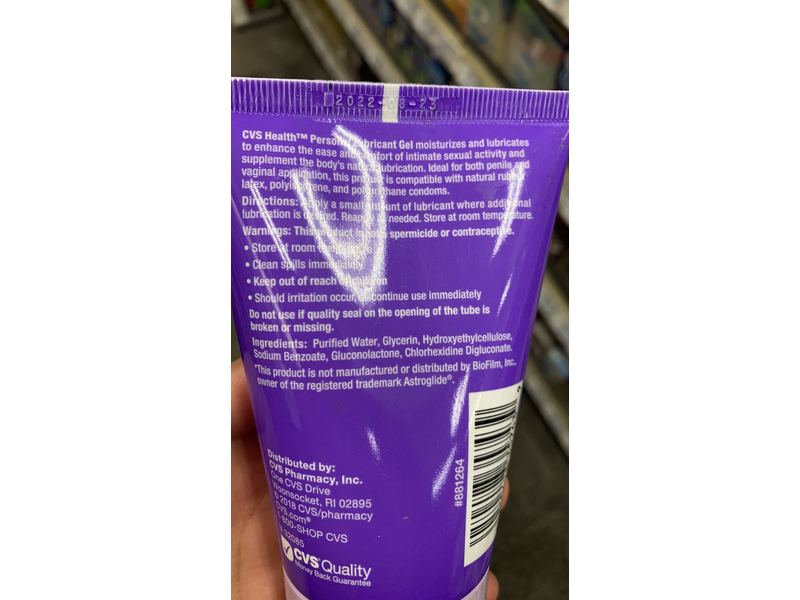 2022- 8-23
CVS Health™ Personal Lubricant Gel moisturizes and lubricates
to enhance the ease and comfort of intimate sexual activity and
supplement the body's natural lubrication. Ideal for both penile and
vaginal application, this product is compatible with natural rubber
latex, polyisoprene, and polyurethane condoms.
Directions: Apply a small amount of lubricant where additional
lubrication is desired. Reapply as needed. Store at room temperature.
Warnings: This product is not a spermicide or contraceptive.
• Store at room temperature
• Clean spills immediately
• Keep out of reach of children
• Should irritation occur, discontinue use immediately
Do not use if quality seal on the opening of the tube is
broken or missing.
Ingredients: Purified Water, Glycerin, Hydroxyethylcellulose,
Sodium Benzoate, Gluconolactone, Chlorhexidine Digluconate.
*This product is not manufactured or distributed by BioFilm, Inc.,
owner of the registered trademark Astroglide®.
Distributed by:
CVS Pharmacy, Inc.
One CVS Drive
Woonsocket, RI 02895
© 2018 CVS/pharmacy
CVS.com®
1-800-SHOP CVS
V-32085
CVS® Quality
Money Back Guarantee
#881264